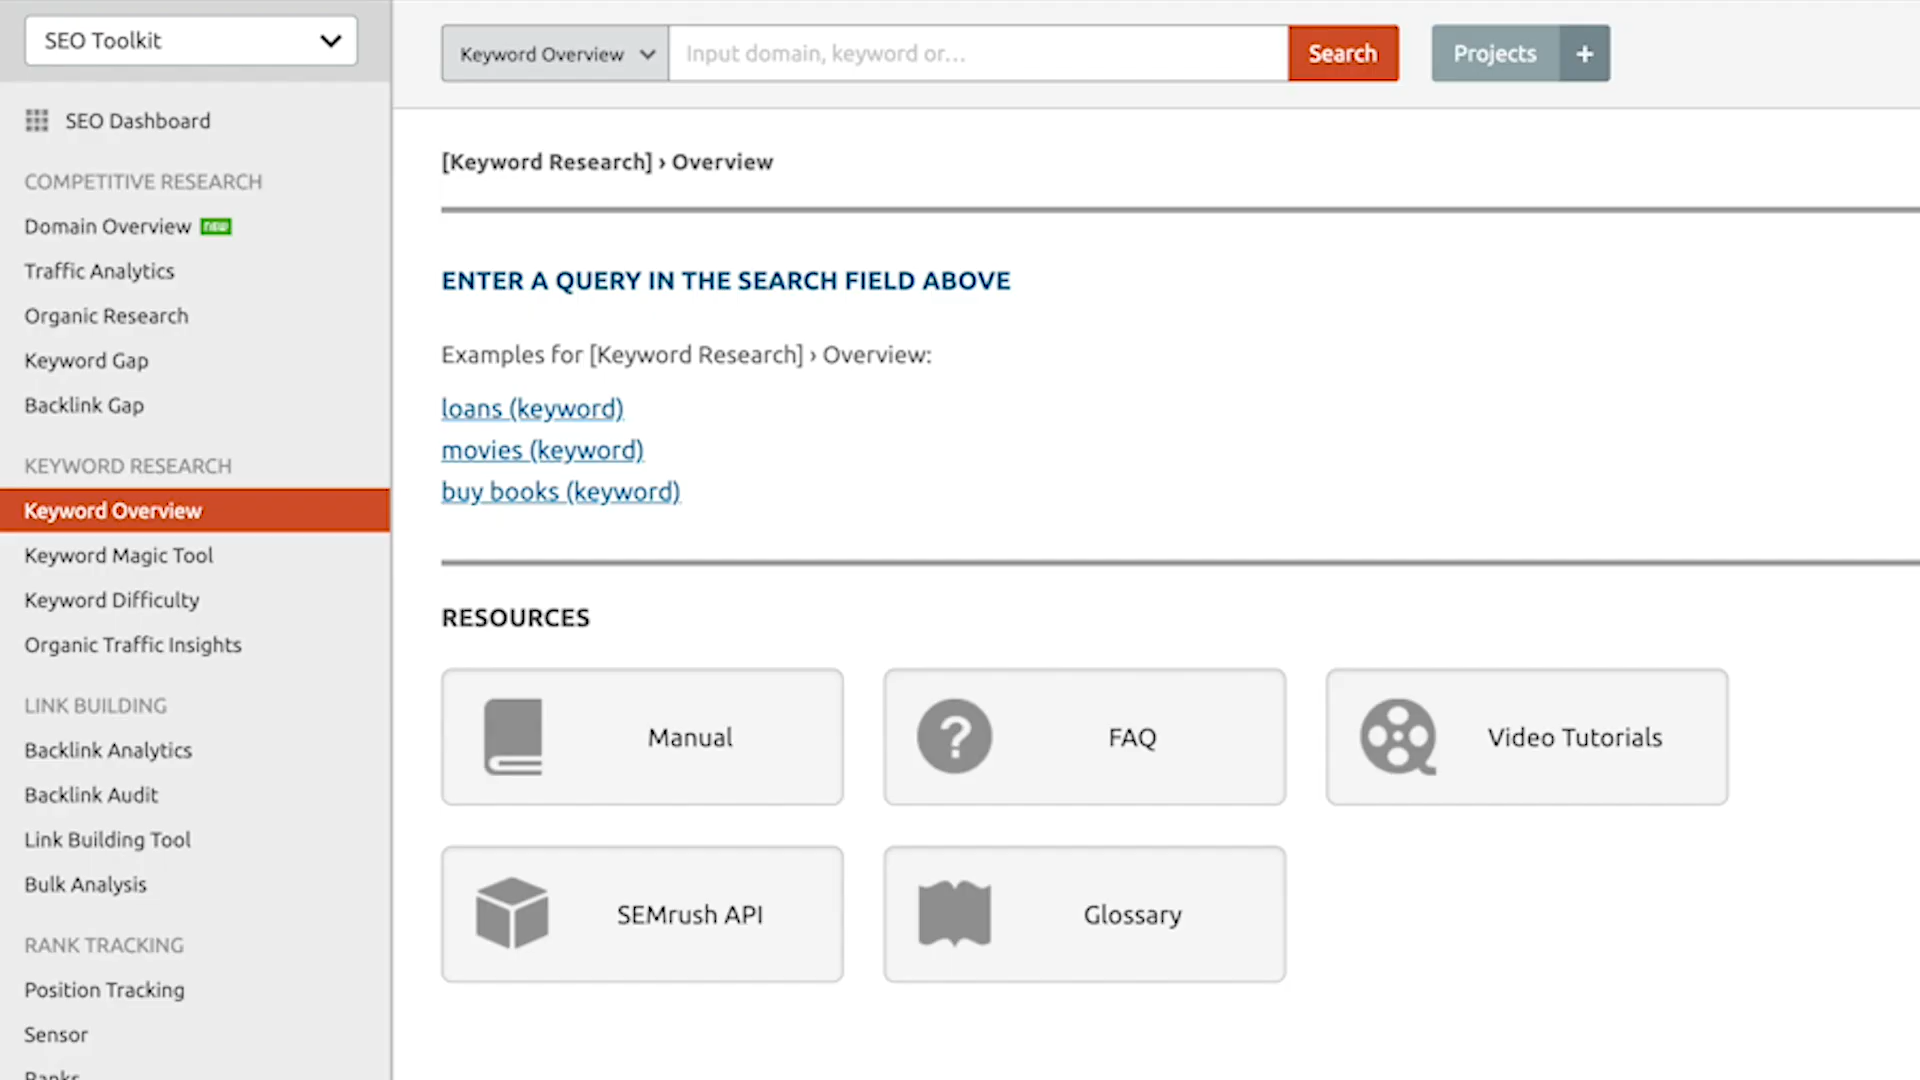 SEO Toolkit
SEO Dashboard
COMPETITIVE RESEARCH
Domain Overview new
Traffic Analytics
Organic Research
Keyword Gap
Backlink Gap
KEYWORD RESEARCH
Keyword Overview
Keyword Magic Tool
Keyword Difficulty
Organic Traffic Insights
LINK BUILDING
Backlink Analytics
Backlink Audit
Link Building Tool
Bulk Analysis
RANK TRACKING
Position Tracking
Sensor
Ranks
Keyword Overview
Input domain, keyword or...
Search
Projects +
[Keyword Research] › Overview
ENTER A QUERY IN THE SEARCH FIELD ABOVE
Examples for [Keyword Research] › Overview:
loans (keyword)
movies (keyword)
buy books (keyword)
RESOURCES
Manual
FAQ
Video Tutorials
SEMrush API
Glossary